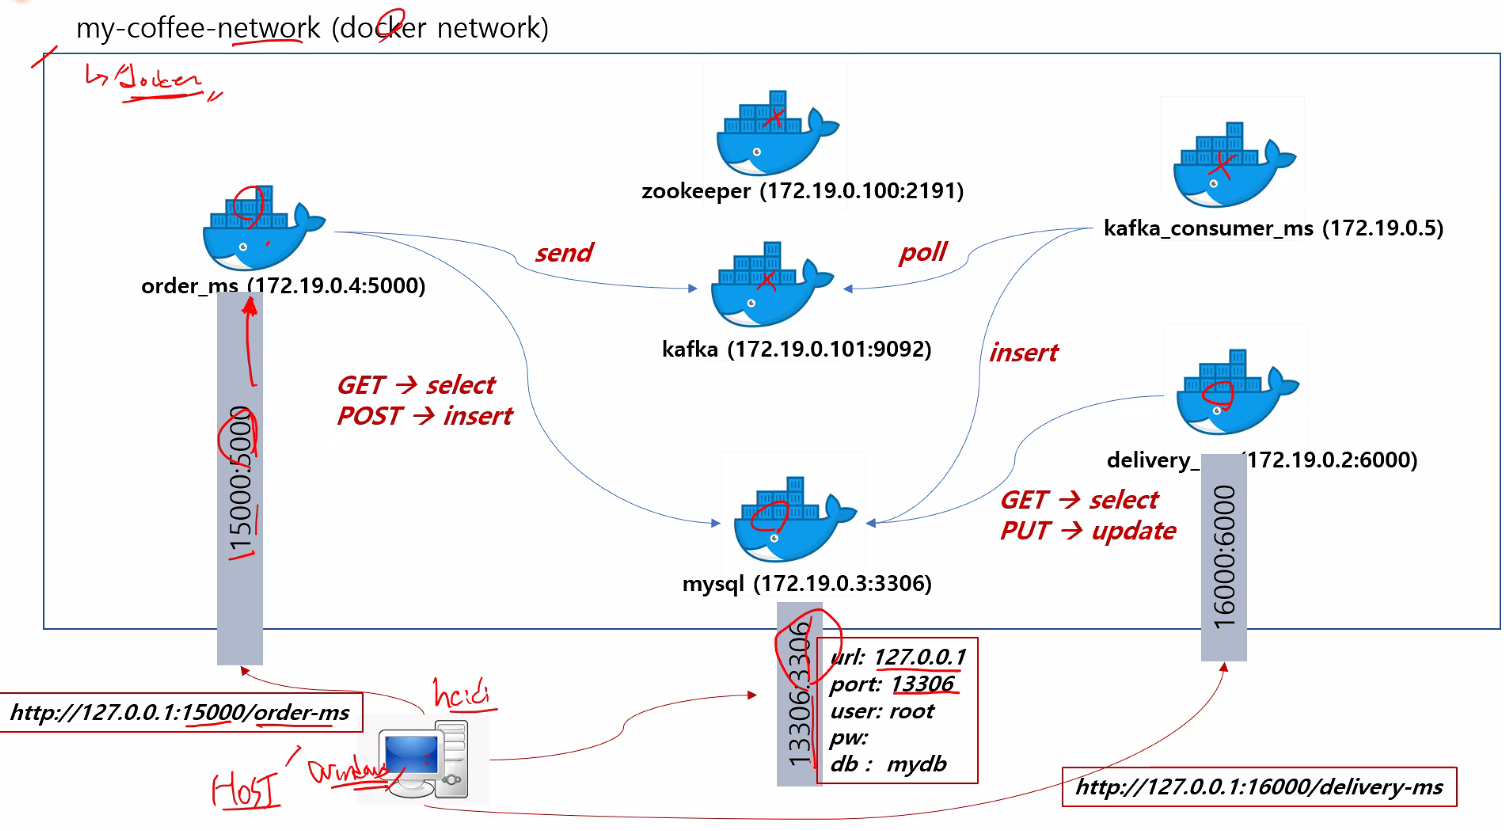 my-coffee-network (docker network)
docker
zookeeper (172.19.0.100:2191)
kafka_consumer_ms (172.19.0.5)
send
poll
order_ms (172.19.0.4:5000)
kafka (172.19.0.101:9092)
insert
GET → select
POST → insert
15000:5000
delivery_ (172.19.0.2:6000)
GET → select
PUT → update
16000:6000
mysql (172.19.0.3:3306)
13306:3306
url: 127.0.0.1
port: 13306
user: root
pw:
db : mydb
http://127.0.0.1:15000/order-ms
HOST
windows
http://127.0.0.1:16000/delivery-ms